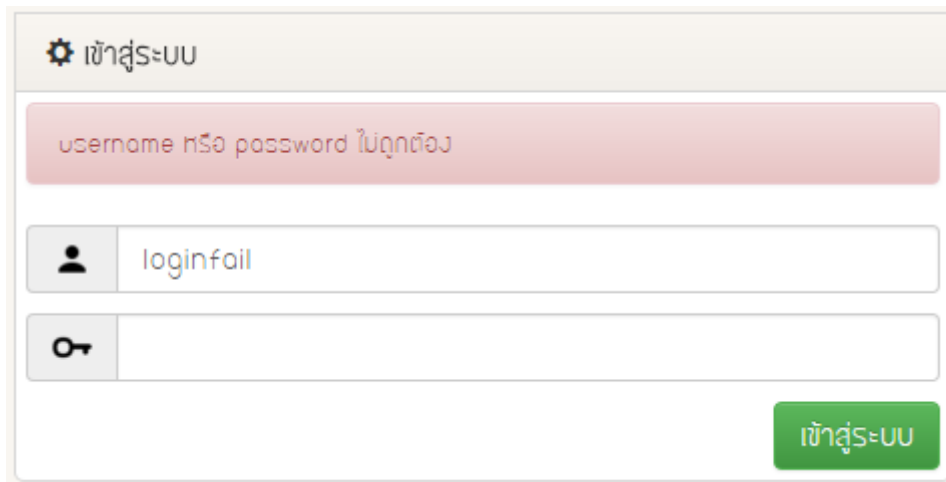 เข้าสู่ระบบ
username หรือ password ไม่ถูกต้อง
loginfail
เข้าสู่ระบบ